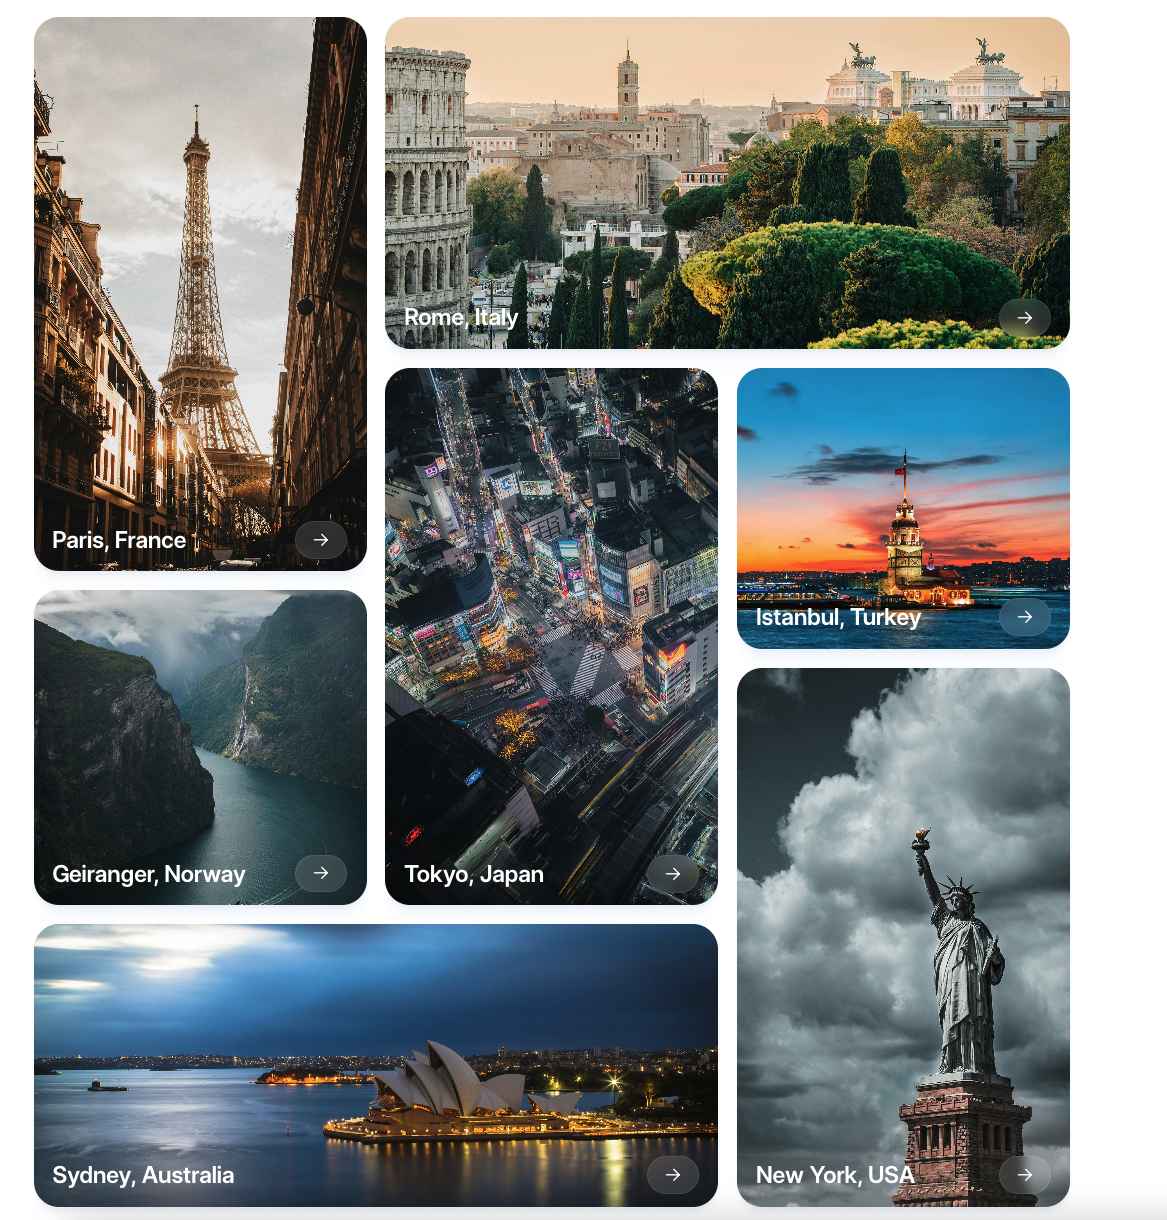 Paris, France
Rome, Italy
Tokyo, Japan
Istanbul, Turkey
Geiranger, Norway
Sydney, Australia
New York, USA